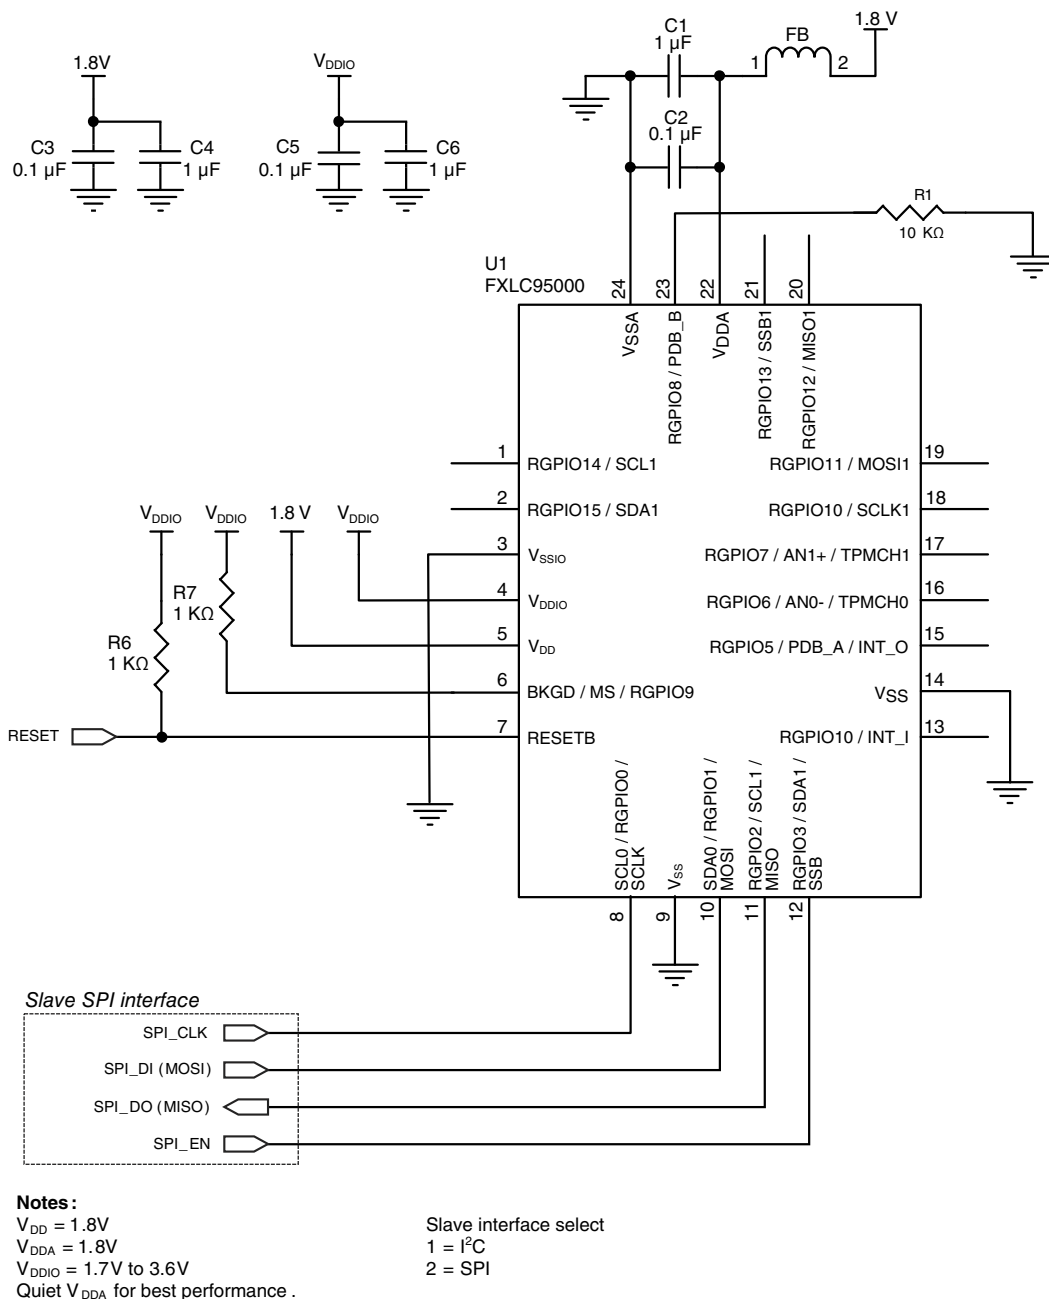 1.8V
C3
0.1 µF
C4
1 µF
VDDIO
C5
0.1 µF
C6
1 µF
C1
1 µF
C2
0.1 µF
FB
1
2
1.8 V
R1
10 KΩ
U1
FXLC95000
24
23
22
21
20
VSSA
RGPIO8 / PDB_B
VDDA
RGPIO13 / SSB1
RGPIO12 / MISO1
1
RGPIO14 / SCL1
2
RGPIO15 / SDA1
3
VSSIO
4
VDDIO
5
VDD
6
BKGD / MS / RGPIO9
7
RESETB
RGPIO11 / MOSI1
19
RGPIO10 / SCLK1
18
RGPIO7 / AN1+ / TPMCH1
17
RGPIO6 / AN0- / TPMCH0
16
RGPIO5 / PDB_A / INT_O
15
VSS
14
RGPIO10 / INT_I
13
VDDIO
VDDIO
1.8 V
VDDIO
R7
1 KΩ
R6
1 KΩ
RESET
SCL0 / RGPIO0 /
SCLK
VSS
SDA0 / RGPIO1 /
MOSI
RGPIO2 / SCL1 /
MISO
RGPIO3 / SDA1 /
SSB
8
9
10
11
12
Slave SPI interface
SPI_CLK
SPI_DI (MOSI)
SPI_DO (MISO)
SPI_EN
Notes :
VDD = 1.8V
VDDA = 1.8V
VDDIO = 1.7V to 3.6V
Quiet VDDA for best performance .
Slave interface select
1 = I²C
2 = SPI